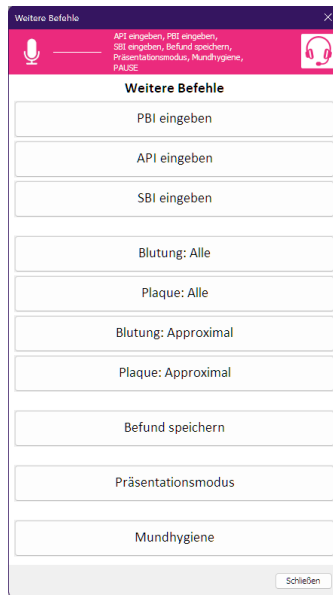 Weitere Befehle
API eingeben, PBI eingeben,
SBI eingeben, Befund speichern,
Präsentationsmodus, Mundhygiene,
PAUSE
Weitere Befehle
PBI eingeben
API eingeben
SBI eingeben
Blutung: Alle
Plaque: Alle
Blutung: Approximal
Plaque: Approximal
Befund speichern
Präsentationsmodus
Mundhygiene
Schließen